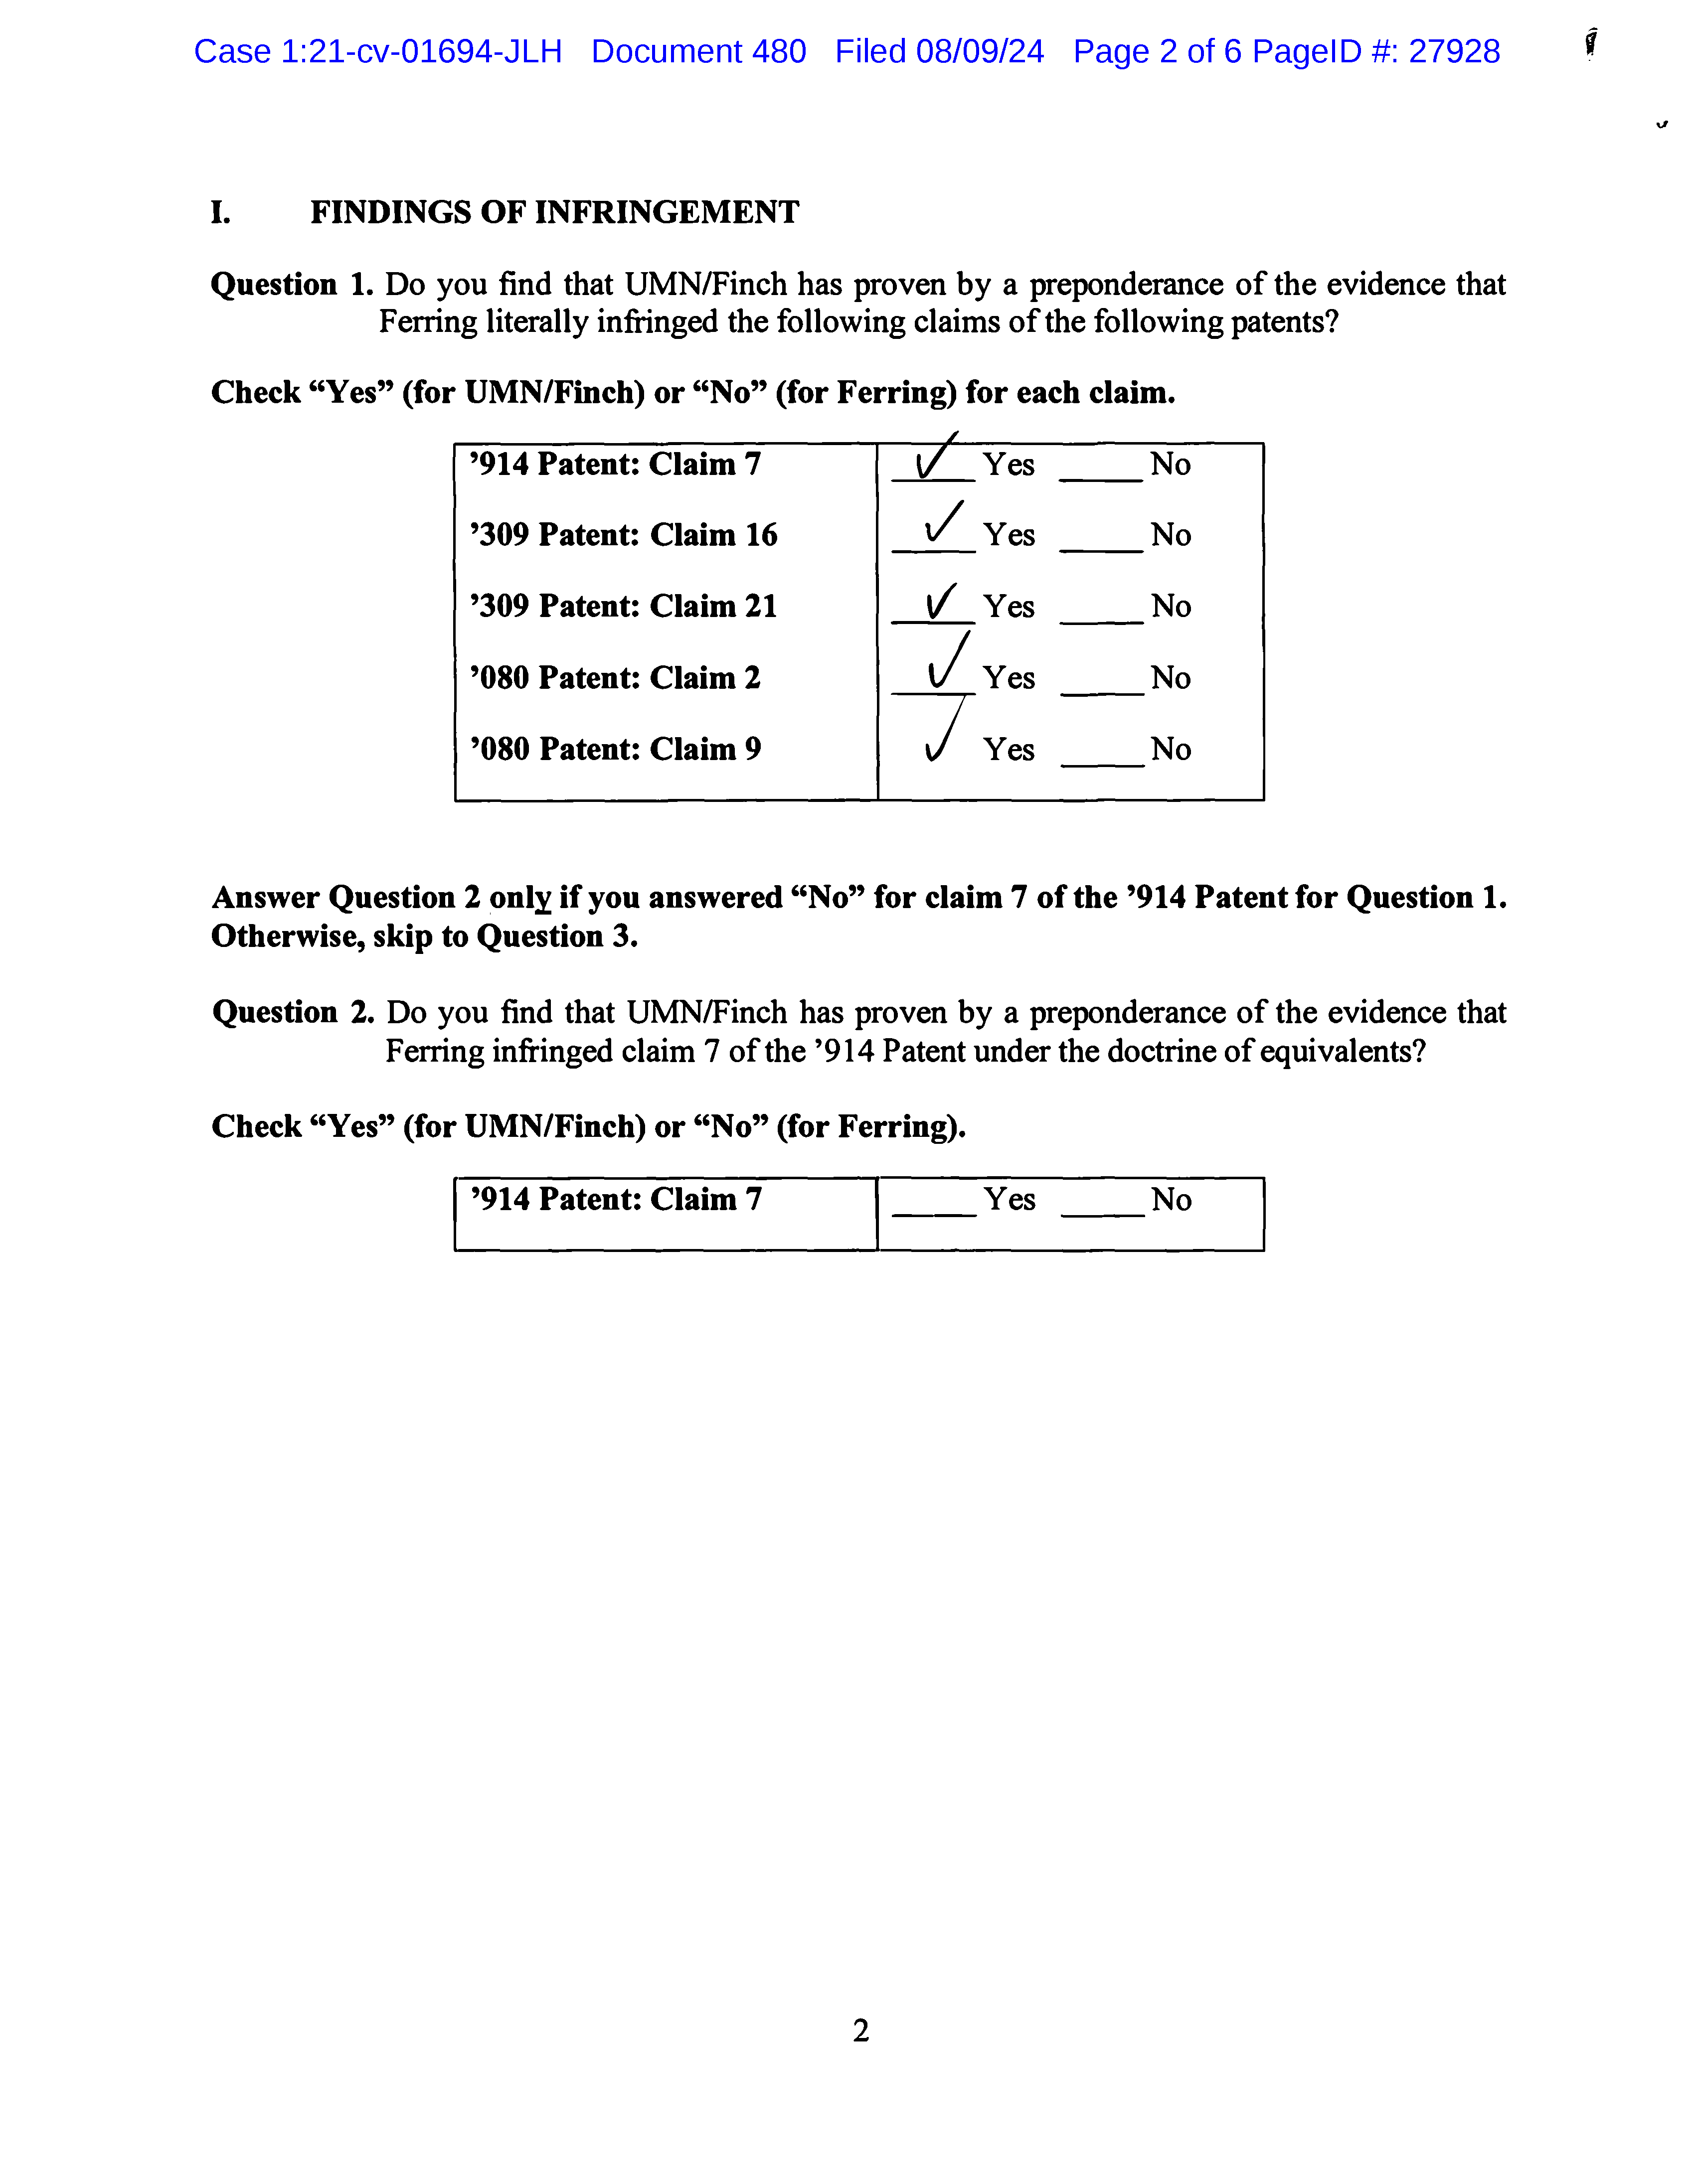 Case 1:21-cv-01694-JLH Document 480 Filed 08/09/24 Page 2 of 6 PageID #: 27928
I. FINDINGS OF INFRINGEMENT
Question 1. Do you find that UMN/Finch has proven by a preponderance of the evidence that
Ferring literally infringed the following claims of the following patents?
Check “Yes” (for UMN/Finch) or “No” (for Ferring) for each claim.
’914 Patent: Claim 7 ✓ Yes ____ No
’309 Patent: Claim 16 ✓ Yes ____ No
’309 Patent: Claim 21 ✓ Yes ____ No
’080 Patent: Claim 2 ✓ Yes ____ No
’080 Patent: Claim 9 ✓ Yes ____ No
Answer Question 2 only if you answered “No” for claim 7 of the ’914 Patent for Question 1.
Otherwise, skip to Question 3.
Question 2. Do you find that UMN/Finch has proven by a preponderance of the evidence that
Ferring infringed claim 7 of the ’914 Patent under the doctrine of equivalents?
Check “Yes” (for UMN/Finch) or “No” (for Ferring).
’914 Patent: Claim 7 ____ Yes ____ No
2